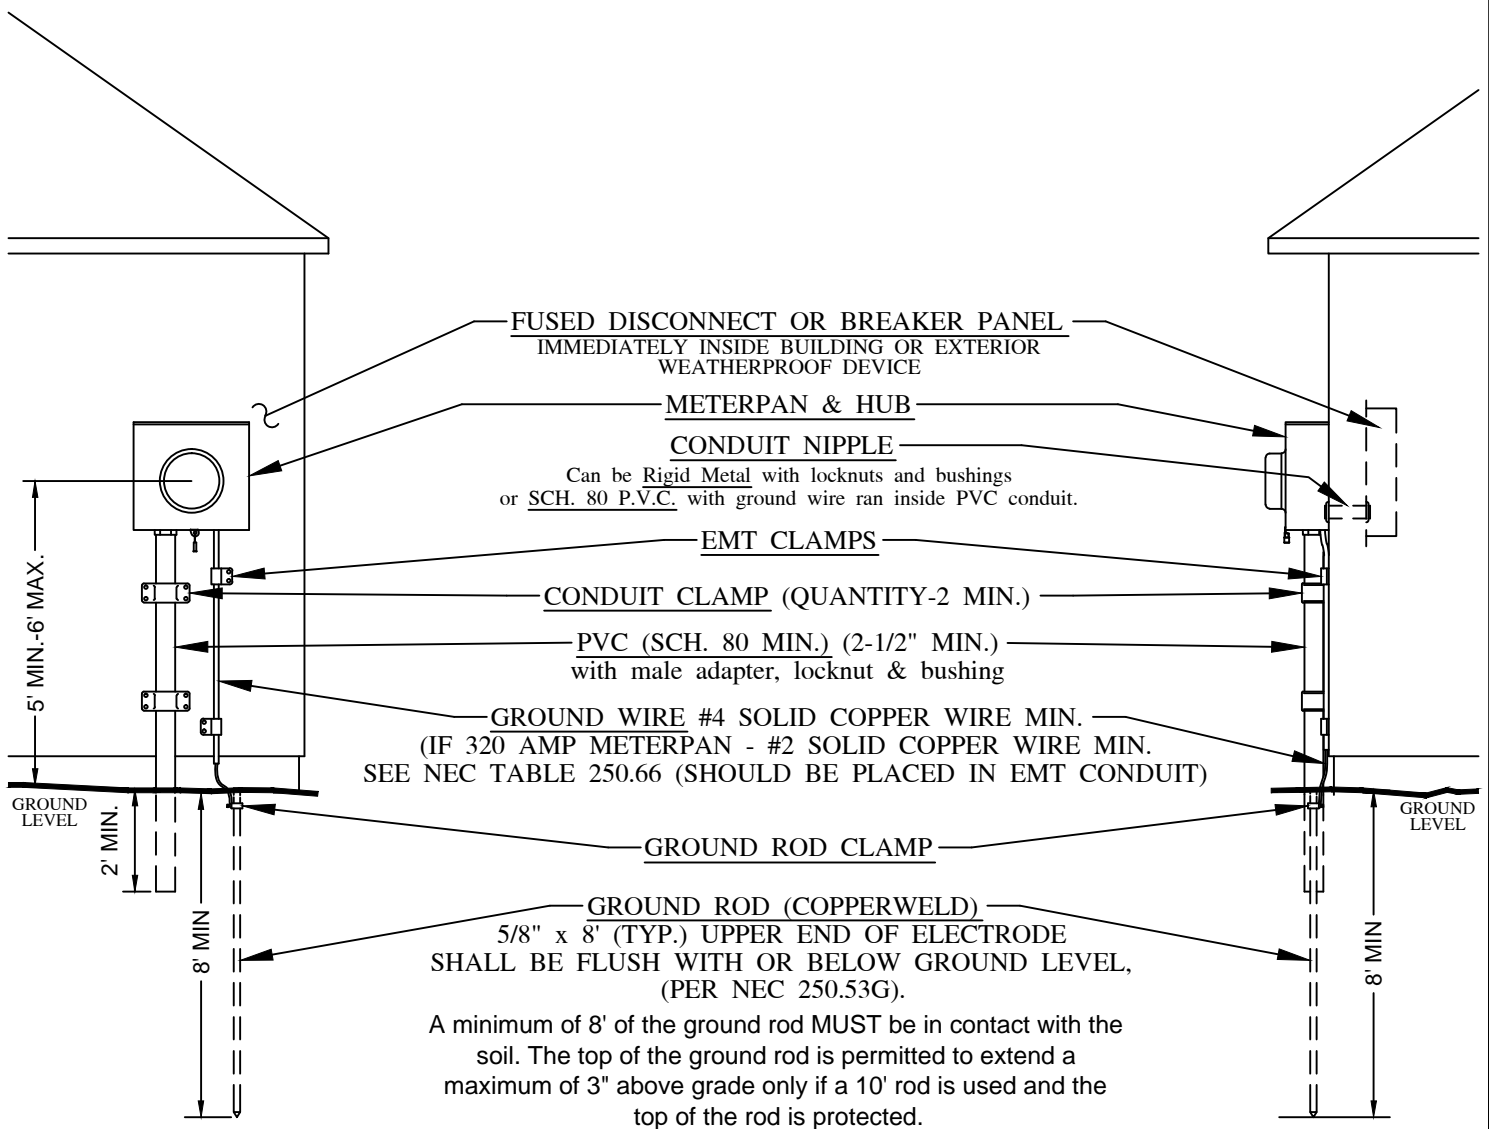 FUSED DISCONNECT OR BREAKER PANEL
IMMEDIATELY INSIDE BUILDING OR EXTERIOR
WEATHERPROOF DEVICE
METERPAN & HUB
CONDUIT NIPPLE
Can be Rigid Metal with locknuts and bushings
or SCH. 80 P.V.C. with ground wire ran inside PVC conduit.
EMT CLAMPS
CONDUIT CLAMP (QUANTITY-2 MIN.)
PVC (SCH. 80 MIN.) (2-1/2" MIN.)
with male adapter, locknut & bushing
GROUND WIRE #4 SOLID COPPER WIRE MIN.
(IF 320 AMP METERPAN - #2 SOLID COPPER WIRE MIN.
SEE NEC TABLE 250.66 (SHOULD BE PLACED IN EMT CONDUIT)
GROUND ROD CLAMP
GROUND ROD (COPPERWELD)
5/8" x 8' (TYP.) UPPER END OF ELECTRODE
SHALL BE FLUSH WITH OR BELOW GROUND LEVEL,
(PER NEC 250.53G).
A minimum of 8' of the ground rod MUST be in contact with the
soil. The top of the ground rod is permitted to extend a
maximum of 3" above grade only if a 10' rod is used and the
top of the rod is protected.
5' MIN.-6' MAX.
GROUND
LEVEL
2' MIN.
8' MIN
GROUND
LEVEL
8' MIN